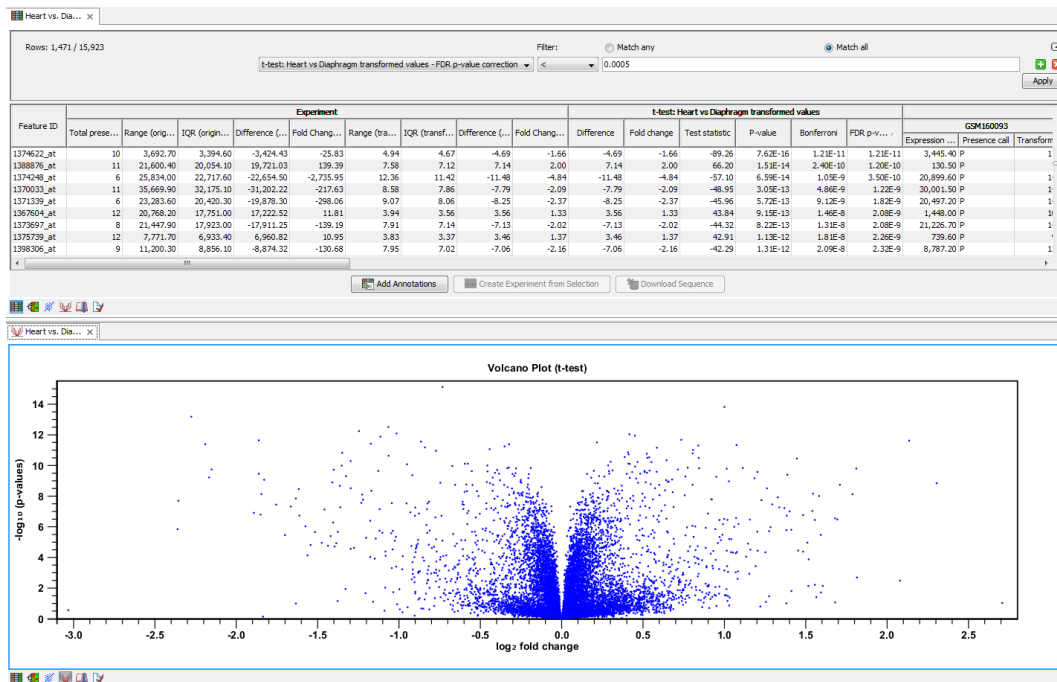 Heart vs. Dia... x
Rows: 1,471 / 15,923
Filter:
Match any
Match all
t-test: Heart vs Diaphragm transformed values - FDR p-value correction
<
0.0005
Apply
Experiment
t-test: Heart vs Diaphragm transformed values
GSM160093
Feature ID Total prese... Range (orig... IQR (origin... Difference (... Fold Chang... Range (tra... IQR (transf... Difference (... Fold Chang... Difference Fold change Test statistic P-value Bonferroni FDR p-v... Expression ... Presence call Transform
1374622_at 10 3,692.70 3,394.60 -3,424.43 -25.83 4.94 4.67 -4.69 -1.66 -4.69 -1.66 -89.26 7.62E-16 1.21E-11 1.21E-11 3,445.40 P
1388876_at 11 21,600.40 20,054.10 19,721.03 139.39 7.58 7.12 7.14 2.00 7.14 2.00 66.20 1.51E-14 2.40E-10 1.20E-10 130.50 P
1374248_at 6 25,834.00 22,717.60 -22,654.50 -2,735.95 12.36 11.42 -11.48 -4.84 -11.48 -4.84 -57.10 6.59E-14 1.05E-9 3.50E-10 20,899.60 P
1370033_at 11 35,669.90 32,175.10 -31,202.22 -217.63 8.58 7.86 -7.79 -2.09 -7.79 -2.09 -48.95 3.05E-13 4.86E-9 1.22E-9 30,001.50 P
1371339_at 6 23,283.60 20,420.30 -19,878.30 -298.06 9.07 8.06 -8.25 -2.37 -8.25 -2.37 -45.96 5.72E-13 9.12E-9 1.82E-9 20,497.20 P
1367604_at 12 20,768.20 17,751.00 17,222.52 11.81 3.94 3.56 3.56 1.33 3.56 1.33 43.84 9.15E-13 1.46E-8 2.08E-9 1,448.00 P
1373697_at 8 21,447.90 17,923.00 -17,911.25 -139.19 7.91 7.14 -7.13 -2.02 -7.13 -2.02 -44.32 8.22E-13 1.31E-8 2.08E-9 21,226.70 P
1375739_at 12 7,771.70 6,933.40 6,960.82 10.95 3.83 3.37 3.46 1.37 3.46 1.37 42.91 1.13E-12 1.81E-8 2.26E-9 739.60 P
1398306_at 9 11,200.30 8,856.10 -8,874.32 -130.68 7.95 7.02 -7.06 -2.16 -7.06 -2.16 -42.29 1.31E-12 2.09E-8 2.32E-9 8,787.20 P
Add Annotations
Create Experiment from Selection
Download Sequence
Heart vs. Dia... x
Volcano Plot (t-test)
-log₁₀ (p-values)
14
12
10
8
6
4
2
0
-3.0 -2.5 -2.0 -1.5 -1.0 -0.5 0.0 0.5 1.0 1.5 2.0 2.5
log₂ fold change